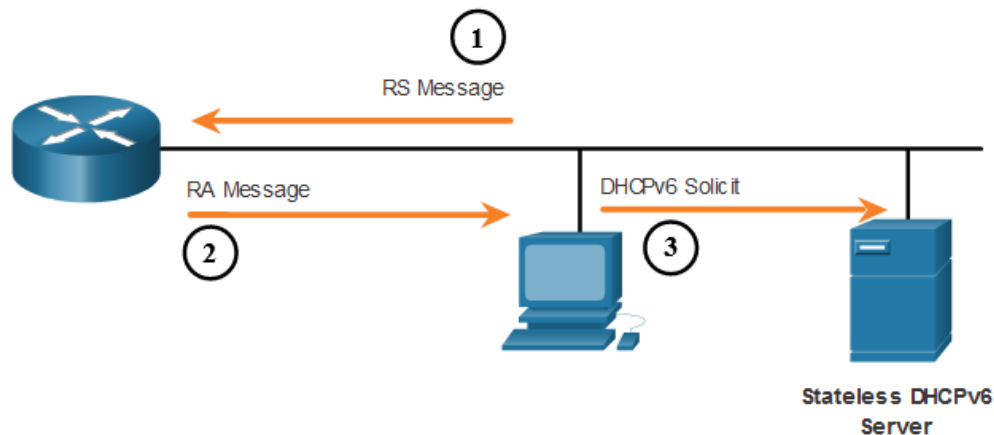 1
RS Message
RA Message
DHCPv6 Solicit
2
3
Stateless DHCPv6
Server